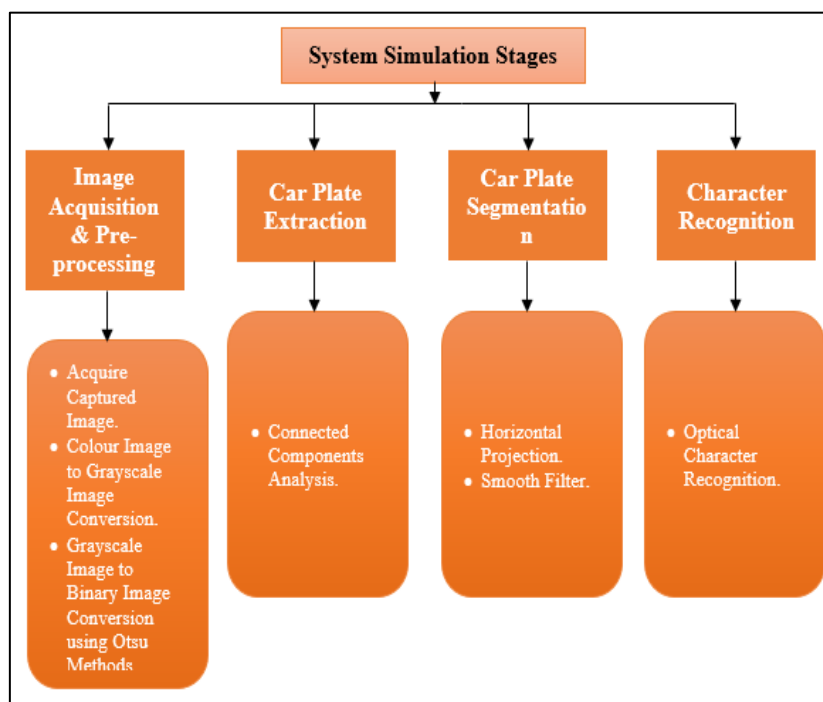 System Simulation Stages
Image
Acquisition
& Pre-
processing
Car Plate
Extraction
Car Plate
Segmentatio
n
Character
Recognition
• Acquire
Captured
Image.
• Colour Image
to Grayscale
Image
Conversion.
• Grayscale
Image to
Binary Image
Conversion
using Otsu
Methods
• Connected
Components
Analysis.
• Horizontal
Projection.
• Smooth Filter.
• Optical
Character
Recognition.